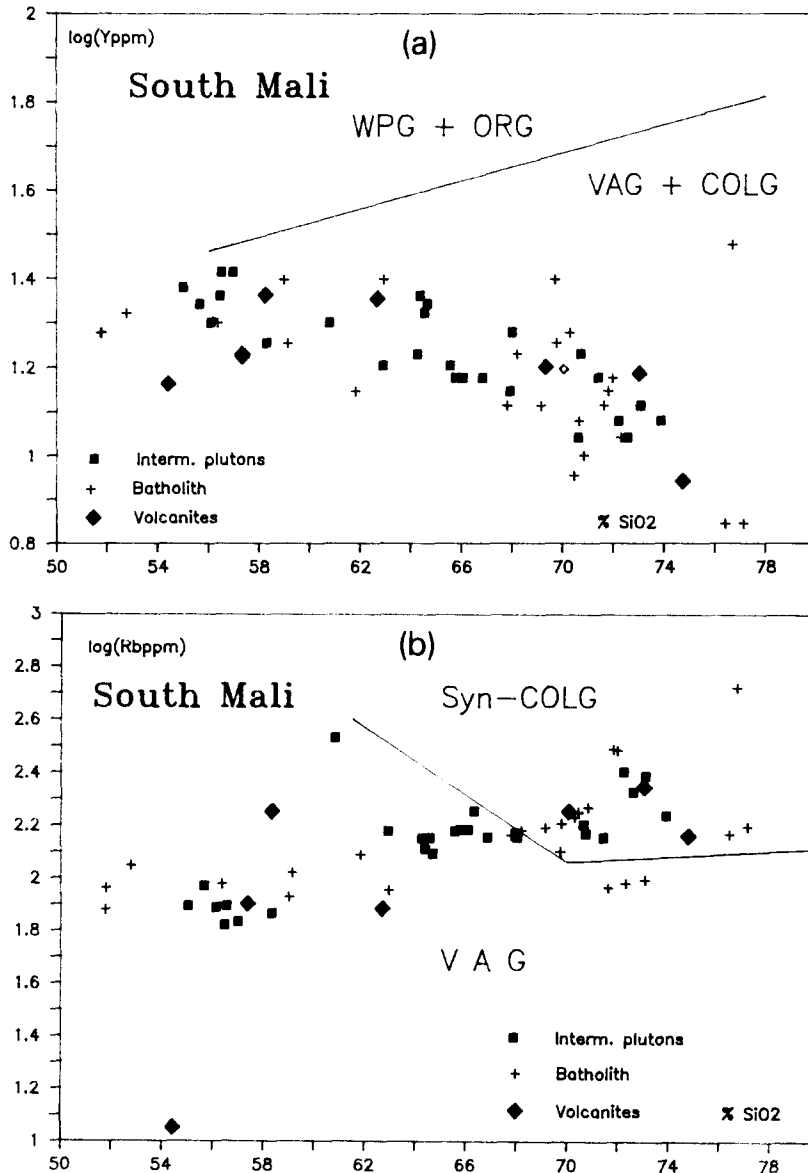 2
log(Yppm)
(a)
South Mali
1.8
WPG + ORG
VAG + COLG
1.6
1.4
1.2
1
Interm. plutons
Batholith
Volcanites
% SiO2
0.8
50 54 58 62 66 70 74 78
3
log(Rbppm)
(b)
2.8
South Mali
Syn-COLG
2.6
2.4
2.2
2
1.8
V A G
1.6
1.4
Interm. plutons
Batholith
1.2
Volcanites
% SiO2
1
50 54 58 62 66 70 74 78